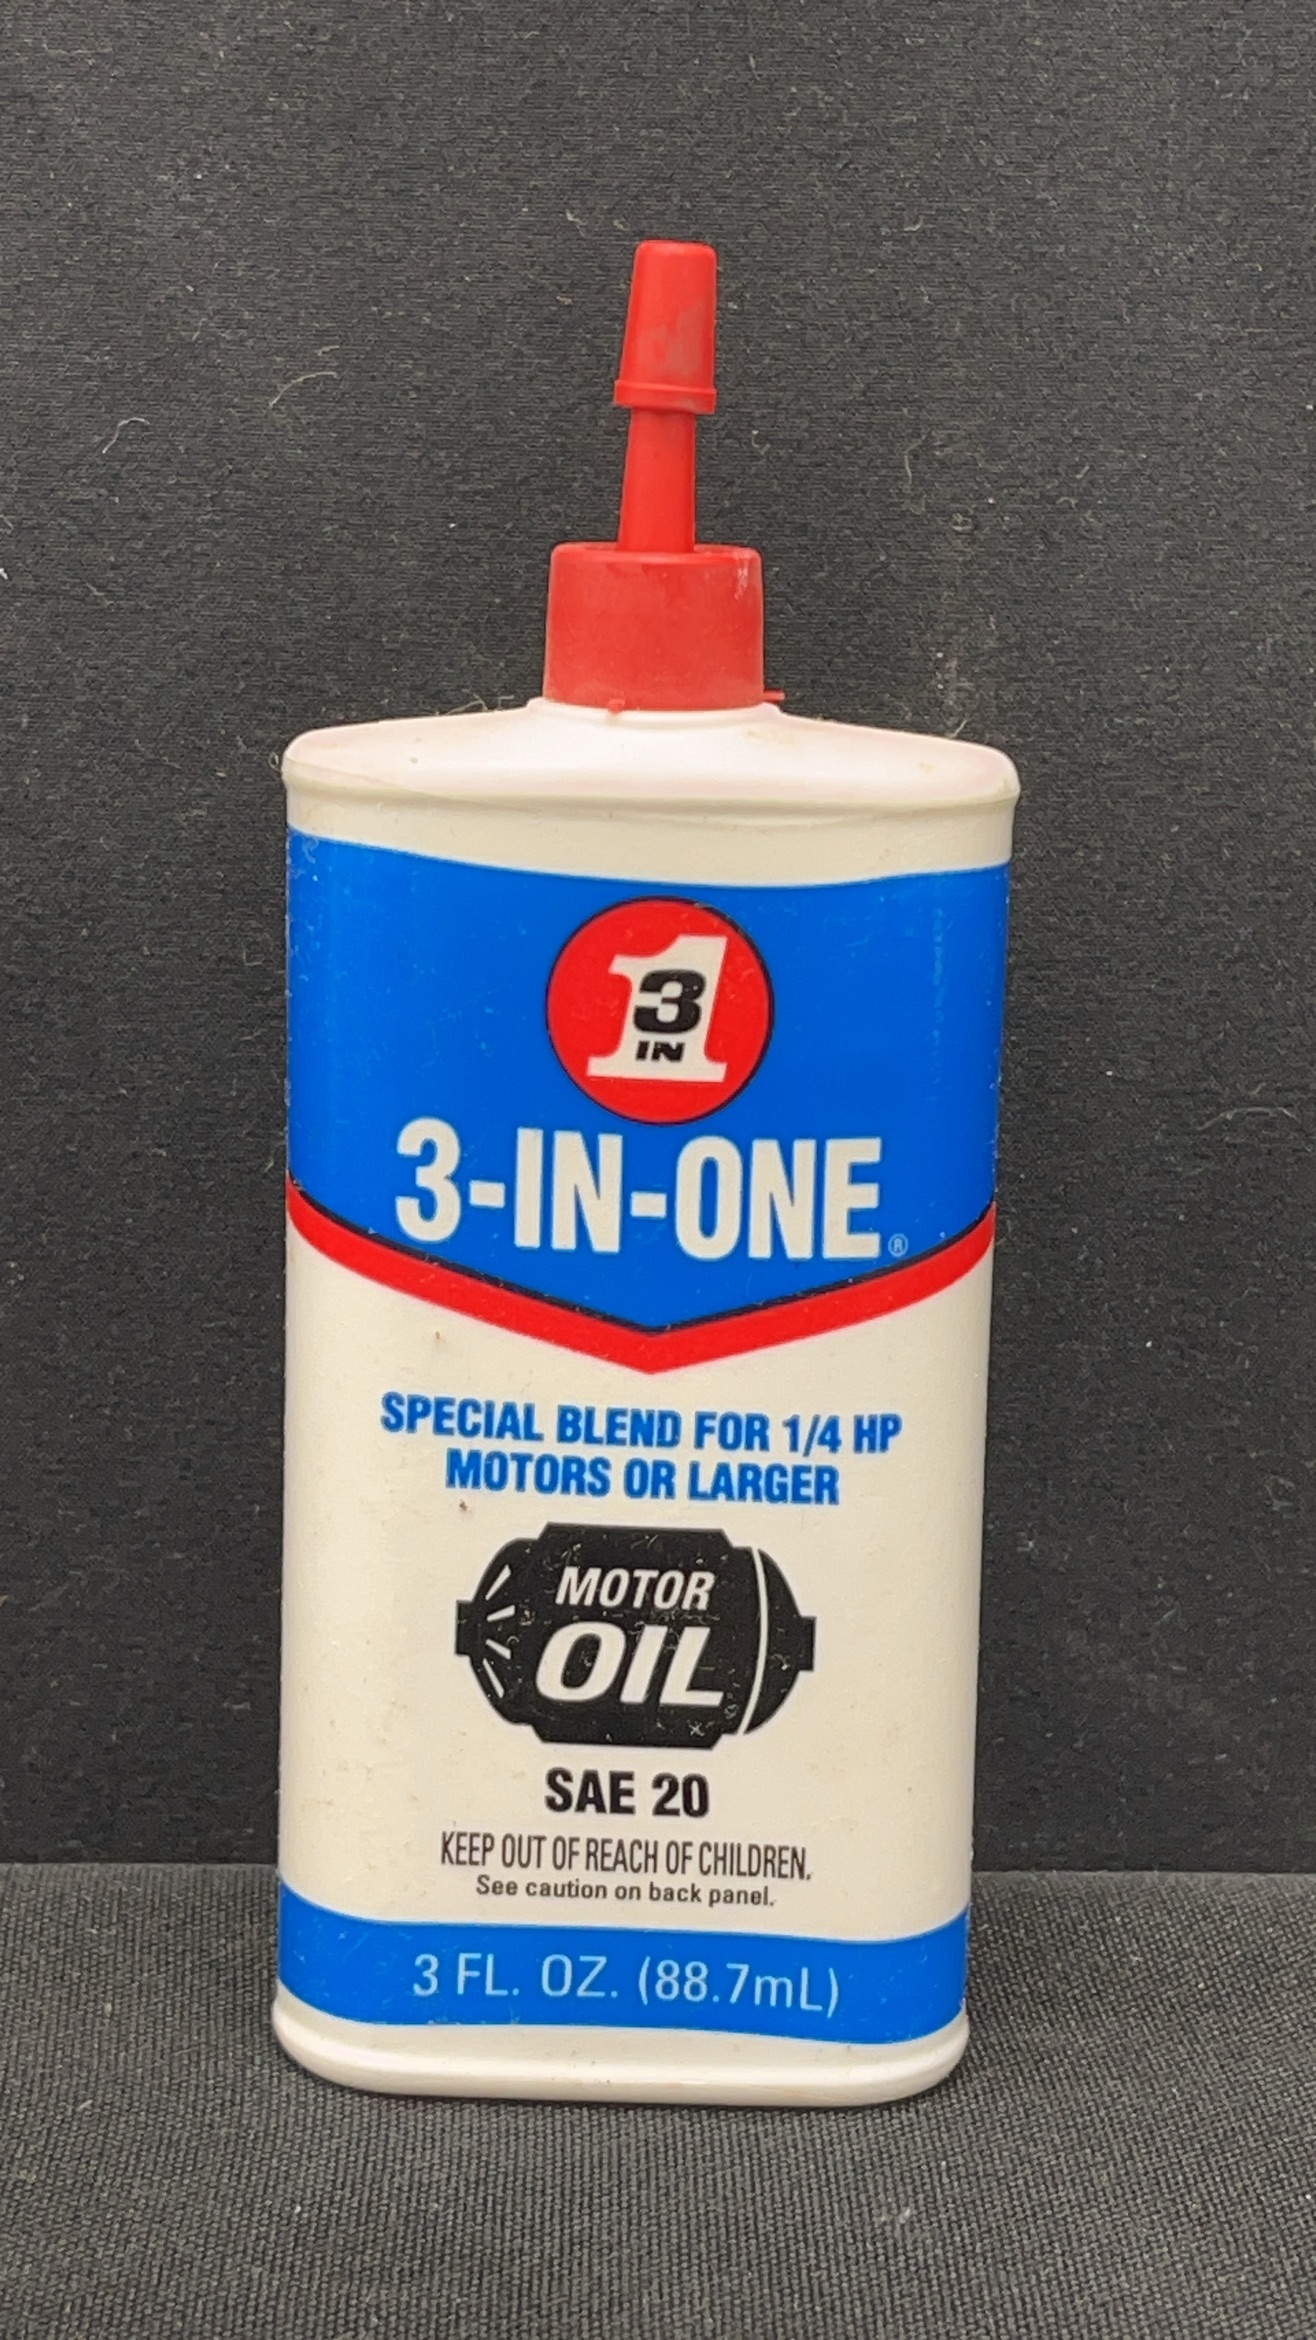 1
3
IN
3-IN-ONE®
SPECIAL BLEND FOR 1/4 HP
MOTORS OR LARGER
MOTOR
OIL
SAE 20
KEEP OUT OF REACH OF CHILDREN.
See caution on back panel.
3 FL. OZ. (88.7mL)